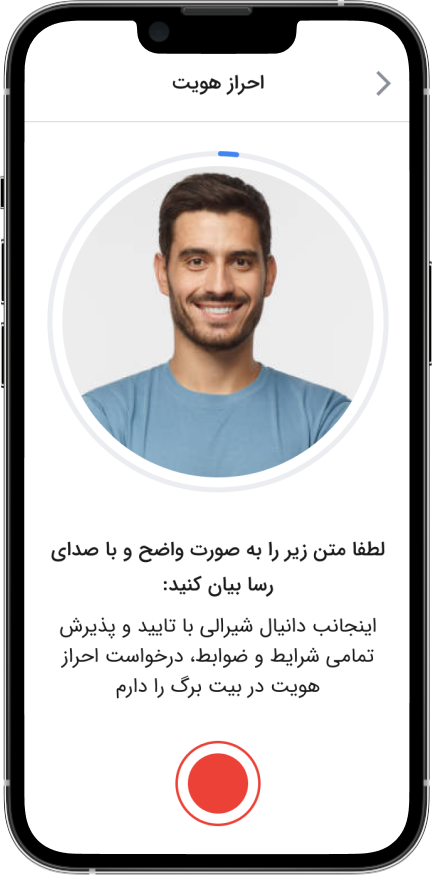 احراز هویت
لطفا متن زیر را به صورت واضح و با صدای
رسا بیان کنید:
اینجانب دانیال شیرالی با تایید و پذیرش
تمامی شرایط و ضوابط، درخواست احراز
هویت در بیت برگ را دارم